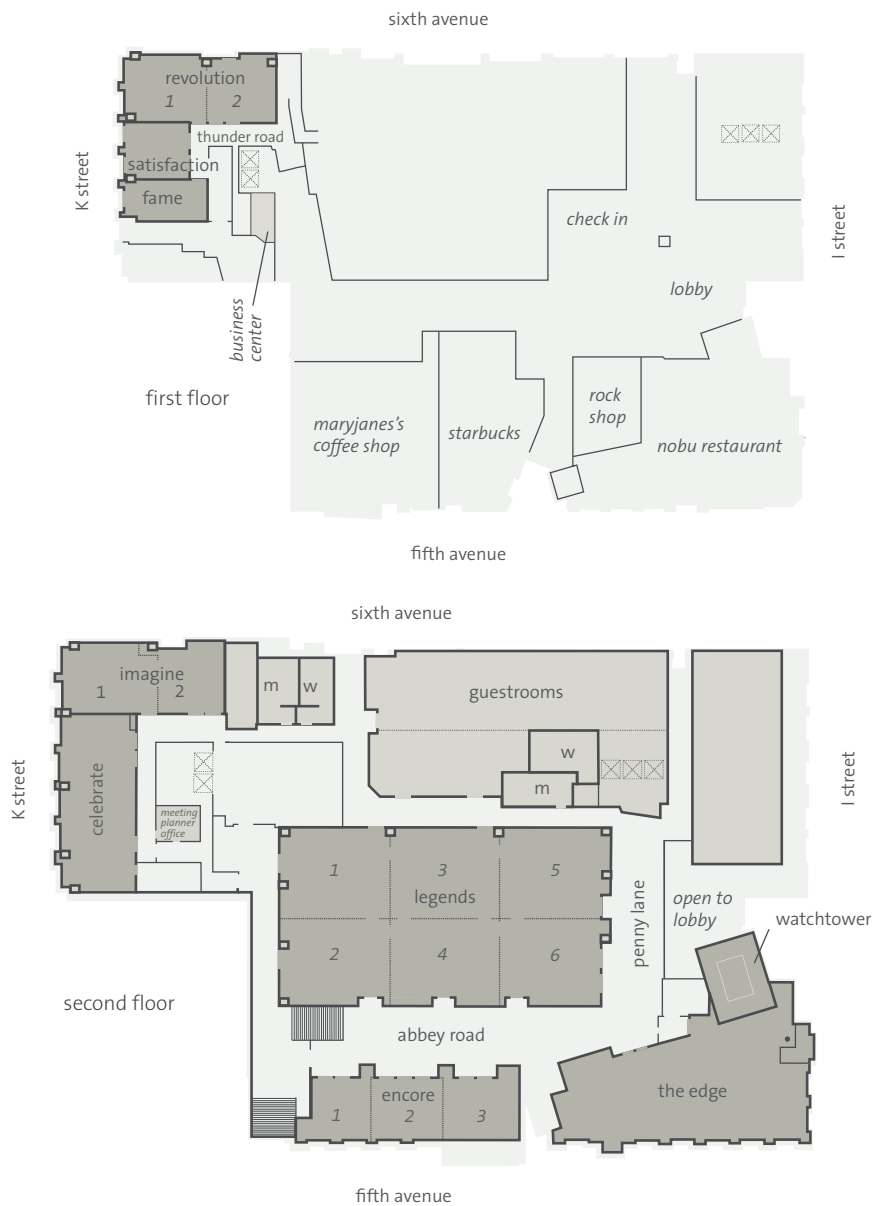 sixth avenue
revolution
1
2
thunder road
K street
satisfaction
fame
check in
I street
lobby
business
center
first floor
maryjanes's
coffee shop
starbucks
rock
shop
nobu restaurant
fifth avenue
sixth avenue
imagine
1
2
m
w
guestrooms
w
m
K street
celebrate
I street
meeting
planner
office
1
3
5
legends
2
4
6
penny lane
open to
lobby
watchtower
second floor
abbey road
the edge
encore
1
2
3
fifth avenue